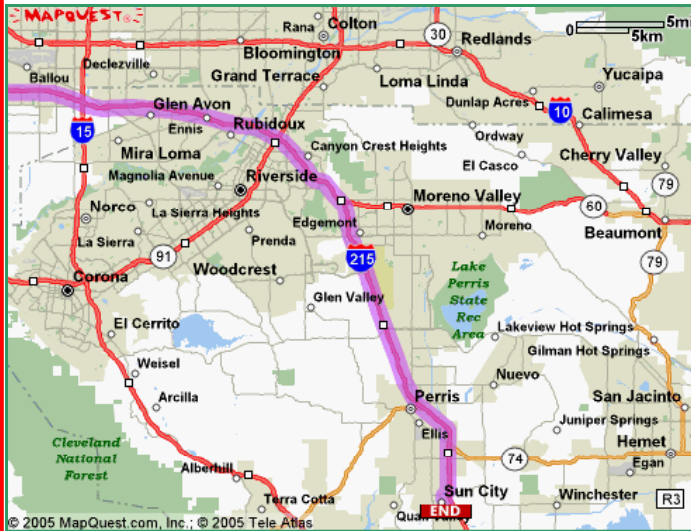 MAPQUEST
Rana
Colton
30
5mi
5km
Declezville
Bloomington
Redlands
Ballou
Grand Terrace
Loma Linda
Yucaipa
Glen Avon
Dunlap Acres
10
Calimesa
15
Ennis
Rubidoux
Ordway
Mira Loma
Canyon Crest Heights
El Casco
Cherry Valley
Magnolia Avenue
Riverside
79
Norco
La Sierra Heights
Moreno Valley
60
La Sierra
Edgemont
Moreno
Beaumont
Prenda
91
215
79
Corona
Woodcrest
Lake
Perris
State
Rec
Area
Glen Valley
El Cerrito
Lakeview Hot Springs
Gilman Hot Springs
Weisel
Nuevo
Arcilla
Perris
San Jacinto
Ellis
Juniper Springs
Cleveland
National
Forest
Hemet
Alberhill
74
Egan
Sun City
Terra Cotta
END
Winchester
R3
Quail Valley
© 2005 MapQuest.com, Inc.; © 2005 Tele Atlas